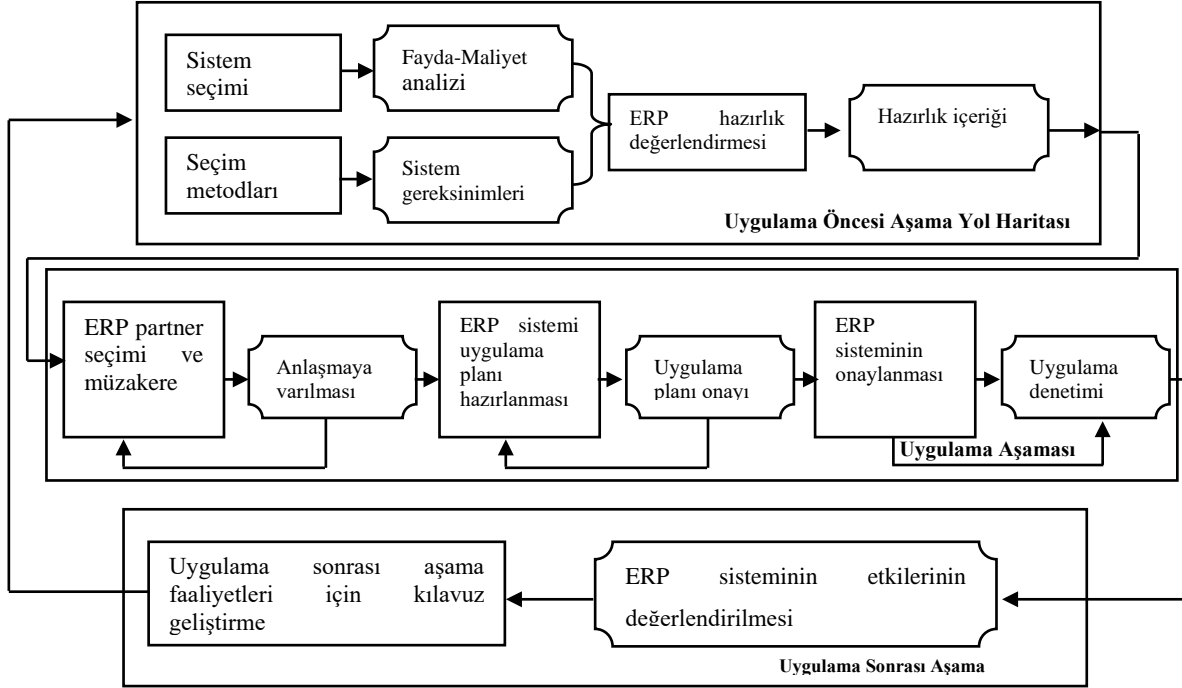 Sistem
seçimi
Fayda-Maliyet
analizi
Seçim
metodları
Sistem
gereksinimleri
ERP hazırlık
değerlendirmesi
Hazırlık içeriği
Uygulama Öncesi Aşama Yol Haritası
ERP partner
seçimi ve
müzakere
Anlaşmaya
varılması
ERP sistemi
uygulama
planı
hazırlanması
Uygulama
planı onayı
ERP
sisteminin
onaylanması
Uygulama
denetimi
Uygulama Aşaması
Uygulama sonrası aşama
faaliyetleri için kılavuz
geliştirme
ERP sisteminin etkilerinin
değerlendirilmesi
Uygulama Sonrası Aşama